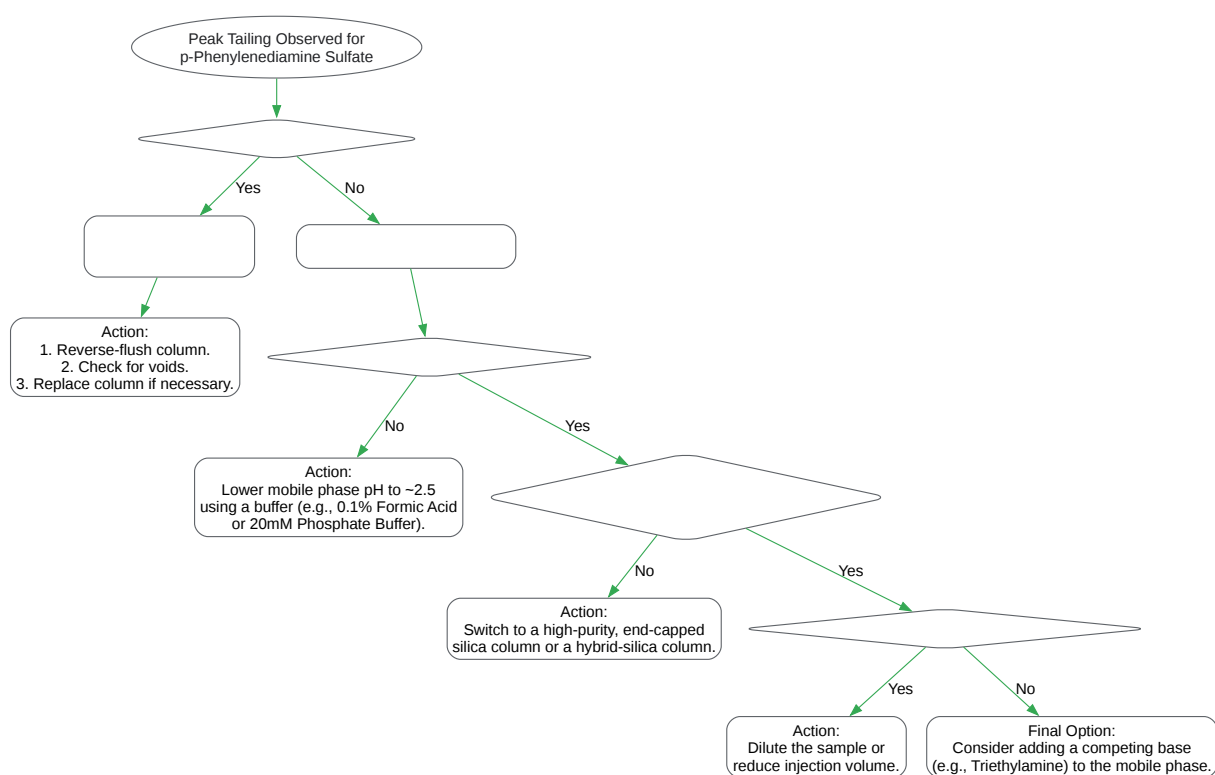 Peak Tailing Observed for
p-Phenylenediamine Sulfate
Yes
No
Action:
1. Reverse-flush column.
2. Check for voids.
3. Replace column if necessary.
No
Yes
Action:
Lower mobile phase pH to ~2.5
using a buffer (e.g., 0.1% Formic Acid
or 20mM Phosphate Buffer).
No
Yes
Action:
Switch to a high-purity, end-capped
silica column or a hybrid-silica column.
Yes
No
Action:
Dilute the sample or
reduce injection volume.
Final Option:
Consider adding a competing base
(e.g., Triethylamine) to the mobile phase.